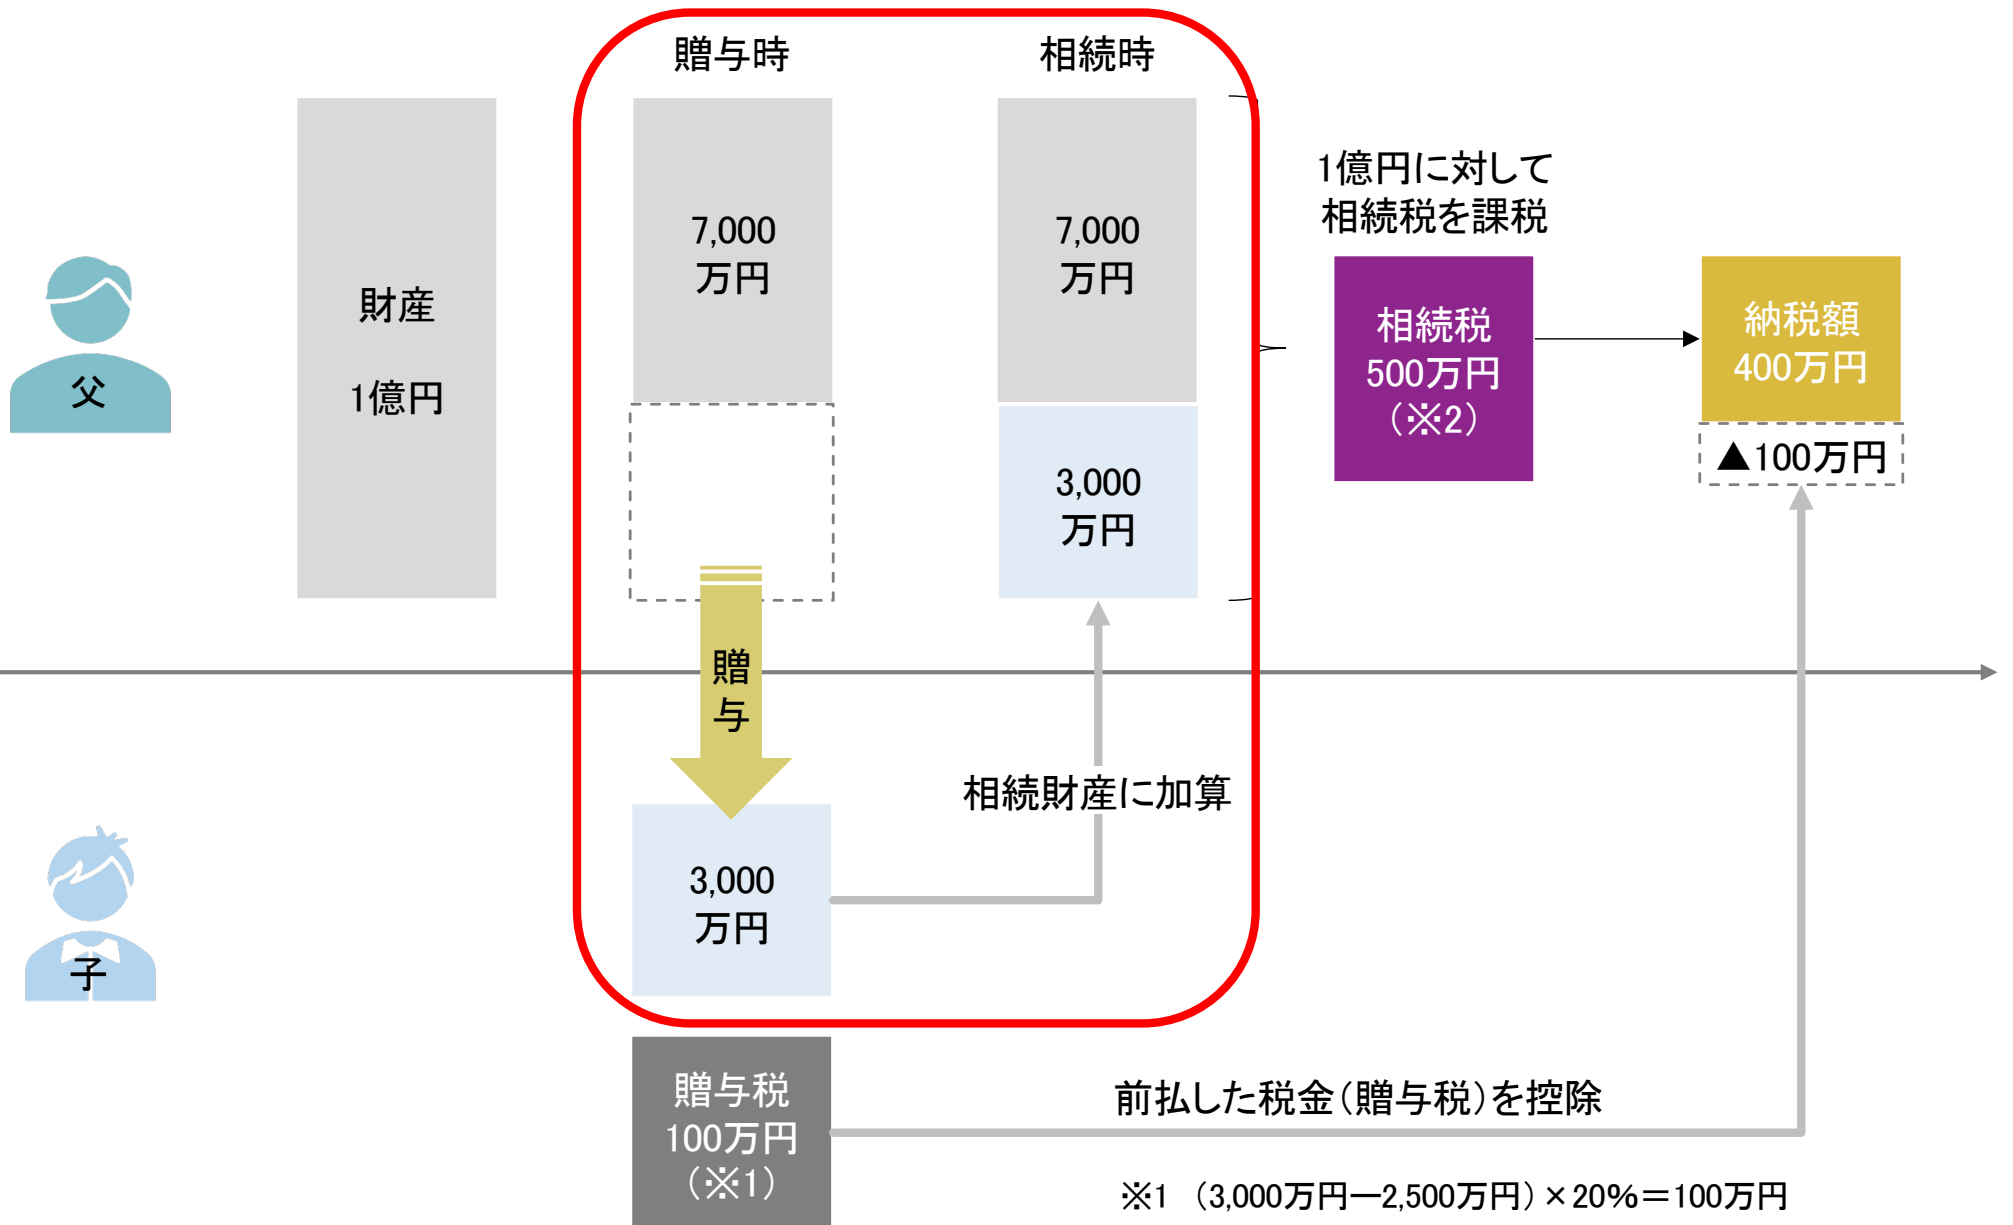 贈与時
相続時
父
財産
1億円
7,000
万円
7,000
万円
3,000
万円
1億円に対して
相続税を課税
相続税
500万円
(※2)
納税額
400万円
▲100万円
贈
与
子
3,000
万円
相続財産に加算
贈与税
100万円
(※1)
前払した税金(贈与税)を控除
※1 (3,000万円ー2,500万円)×20%=100万円